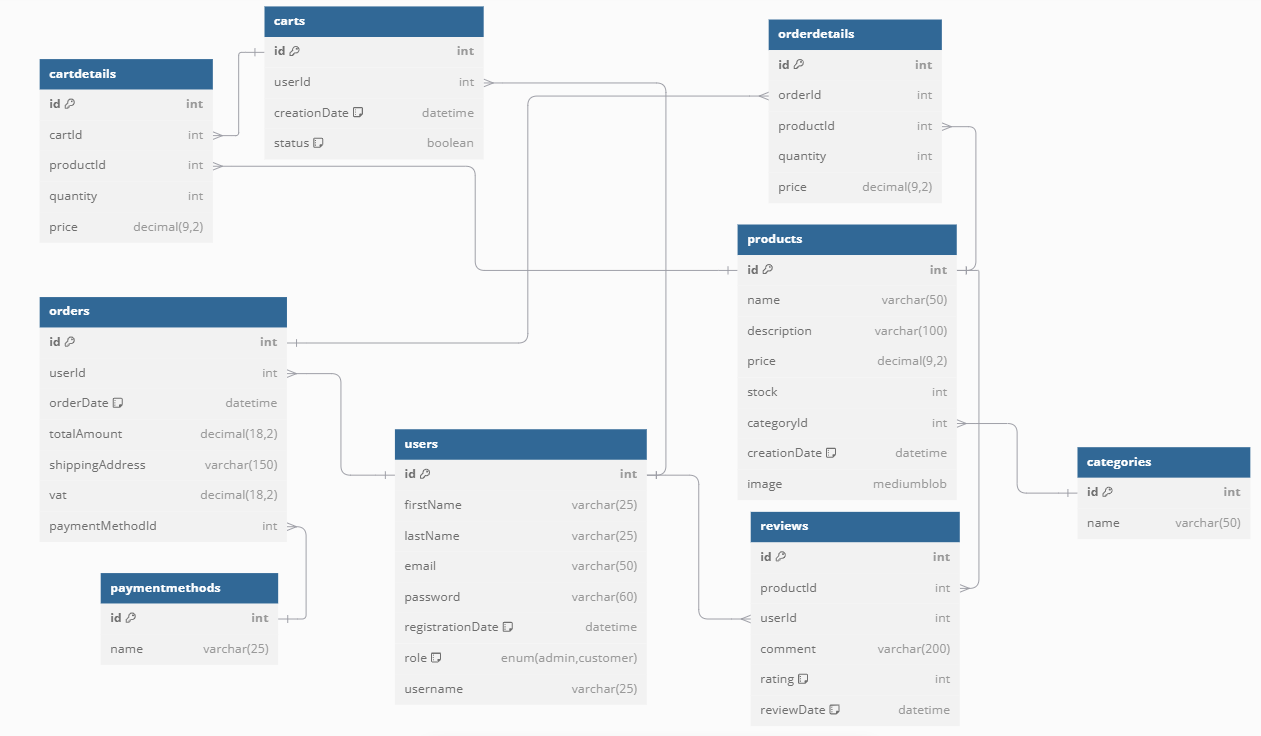 carts
id int
userId int
creationDate datetime
status boolean
orderdetails
id int
orderId int
productId int
quantity int
price decimal(9,2)
cartdetails
id int
cartId int
productId int
quantity int
price decimal(9,2)
products
id int
name varchar(50)
description varchar(100)
price decimal(9,2)
stock int
categoryId int
creationDate datetime
image mediumblob
orders
id int
userId int
orderDate datetime
totalAmount decimal(18,2)
shippingAddress varchar(150)
vat decimal(18,2)
paymentMethodId int
users
id int
firstName varchar(25)
lastName varchar(25)
email varchar(50)
password varchar(60)
registrationDate datetime
role enum(admin,customer)
username varchar(25)
categories
id int
name varchar(50)
reviews
id int
productId int
userId int
comment varchar(200)
rating int
reviewDate datetime
paymentmethods
id int
name varchar(25)